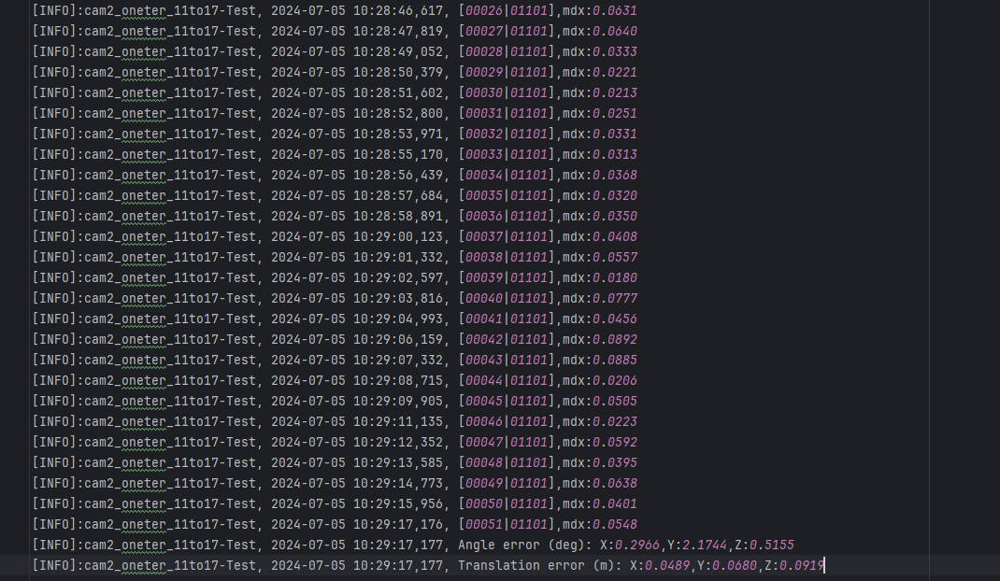 [INFO]:cam2_oneter_11to17-Test, 2024-07-05 10:28:46,617, [00026|01101],mdx:0.0631
[INFO]:cam2_oneter_11to17-Test, 2024-07-05 10:28:47,819, [00027|01101],mdx:0.0640
[INFO]:cam2_oneter_11to17-Test, 2024-07-05 10:28:49,052, [00028|01101],mdx:0.0333
[INFO]:cam2_oneter_11to17-Test, 2024-07-05 10:28:50,379, [00029|01101],mdx:0.0221
[INFO]:cam2_oneter_11to17-Test, 2024-07-05 10:28:51,602, [00030|01101],mdx:0.0213
[INFO]:cam2_oneter_11to17-Test, 2024-07-05 10:28:52,800, [00031|01101],mdx:0.0251
[INFO]:cam2_oneter_11to17-Test, 2024-07-05 10:28:53,971, [00032|01101],mdx:0.0331
[INFO]:cam2_oneter_11to17-Test, 2024-07-05 10:28:55,170, [00033|01101],mdx:0.0313
[INFO]:cam2_oneter_11to17-Test, 2024-07-05 10:28:56,439, [00034|01101],mdx:0.0368
[INFO]:cam2_oneter_11to17-Test, 2024-07-05 10:28:57,684, [00035|01101],mdx:0.0320
[INFO]:cam2_oneter_11to17-Test, 2024-07-05 10:28:58,891, [00036|01101],mdx:0.0350
[INFO]:cam2_oneter_11to17-Test, 2024-07-05 10:29:00,123, [00037|01101],mdx:0.0408
[INFO]:cam2_oneter_11to17-Test, 2024-07-05 10:29:01,332, [00038|01101],mdx:0.0557
[INFO]:cam2_oneter_11to17-Test, 2024-07-05 10:29:02,597, [00039|01101],mdx:0.0180
[INFO]:cam2_oneter_11to17-Test, 2024-07-05 10:29:03,816, [00040|01101],mdx:0.0777
[INFO]:cam2_oneter_11to17-Test, 2024-07-05 10:29:04,993, [00041|01101],mdx:0.0456
[INFO]:cam2_oneter_11to17-Test, 2024-07-05 10:29:06,159, [00042|01101],mdx:0.0892
[INFO]:cam2_oneter_11to17-Test, 2024-07-05 10:29:07,332, [00043|01101],mdx:0.0885
[INFO]:cam2_oneter_11to17-Test, 2024-07-05 10:29:08,715, [00044|01101],mdx:0.0206
[INFO]:cam2_oneter_11to17-Test, 2024-07-05 10:29:09,905, [00045|01101],mdx:0.0505
[INFO]:cam2_oneter_11to17-Test, 2024-07-05 10:29:11,135, [00046|01101],mdx:0.0223
[INFO]:cam2_oneter_11to17-Test, 2024-07-05 10:29:12,352, [00047|01101],mdx:0.0592
[INFO]:cam2_oneter_11to17-Test, 2024-07-05 10:29:13,585, [00048|01101],mdx:0.0395
[INFO]:cam2_oneter_11to17-Test, 2024-07-05 10:29:14,773, [00049|01101],mdx:0.0638
[INFO]:cam2_oneter_11to17-Test, 2024-07-05 10:29:15,956, [00050|01101],mdx:0.0401
[INFO]:cam2_oneter_11to17-Test, 2024-07-05 10:29:17,176, [00051|01101],mdx:0.0548
[INFO]:cam2_oneter_11to17-Test, 2024-07-05 10:29:17,177, Angle error (deg): X:0.2966,Y:2.1744,Z:0.5155
[INFO]:cam2_oneter_11to17-Test, 2024-07-05 10:29:17,177, Translation error (m): X:0.0489,Y:0.0680,Z:0.0919